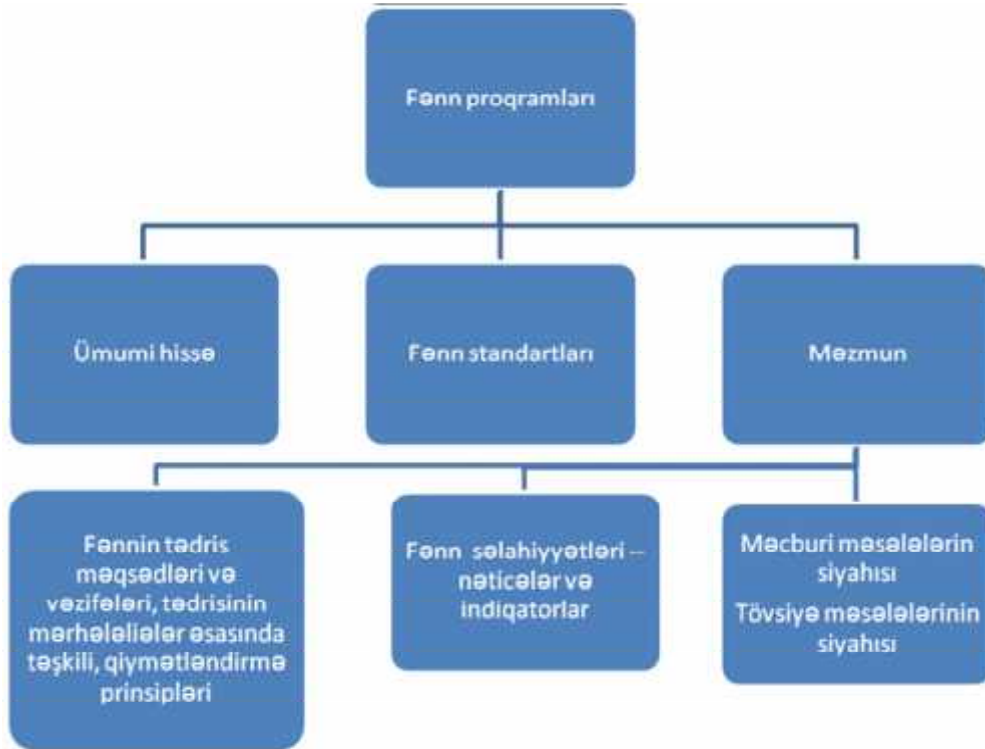 Fənn proqramları
Ümumi hissə
Fənn standartları
Məzmun
Fənnin tədris
məqsədləri və
vəzifələri, tədrisinin
mərhələliələr əsasında
təşkili, qiymətləndirmə
prinsipləri
Fənn səlahiyyətləri –
nəticələr və
indiqatorlar
Məcburi məsələlərin
siyahısı
Tövsiyə məsələlərinin
siyahısı